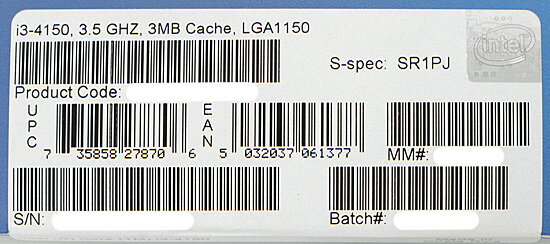 i3-4150, 3.5 GHZ, 3MB Cache, LGA1150
S-spec: SR1PJ
intel
Product Code:
UPC
7 35858 27870 6
EAN
5 032037 061377
MM#:
S/N:
Batch#: